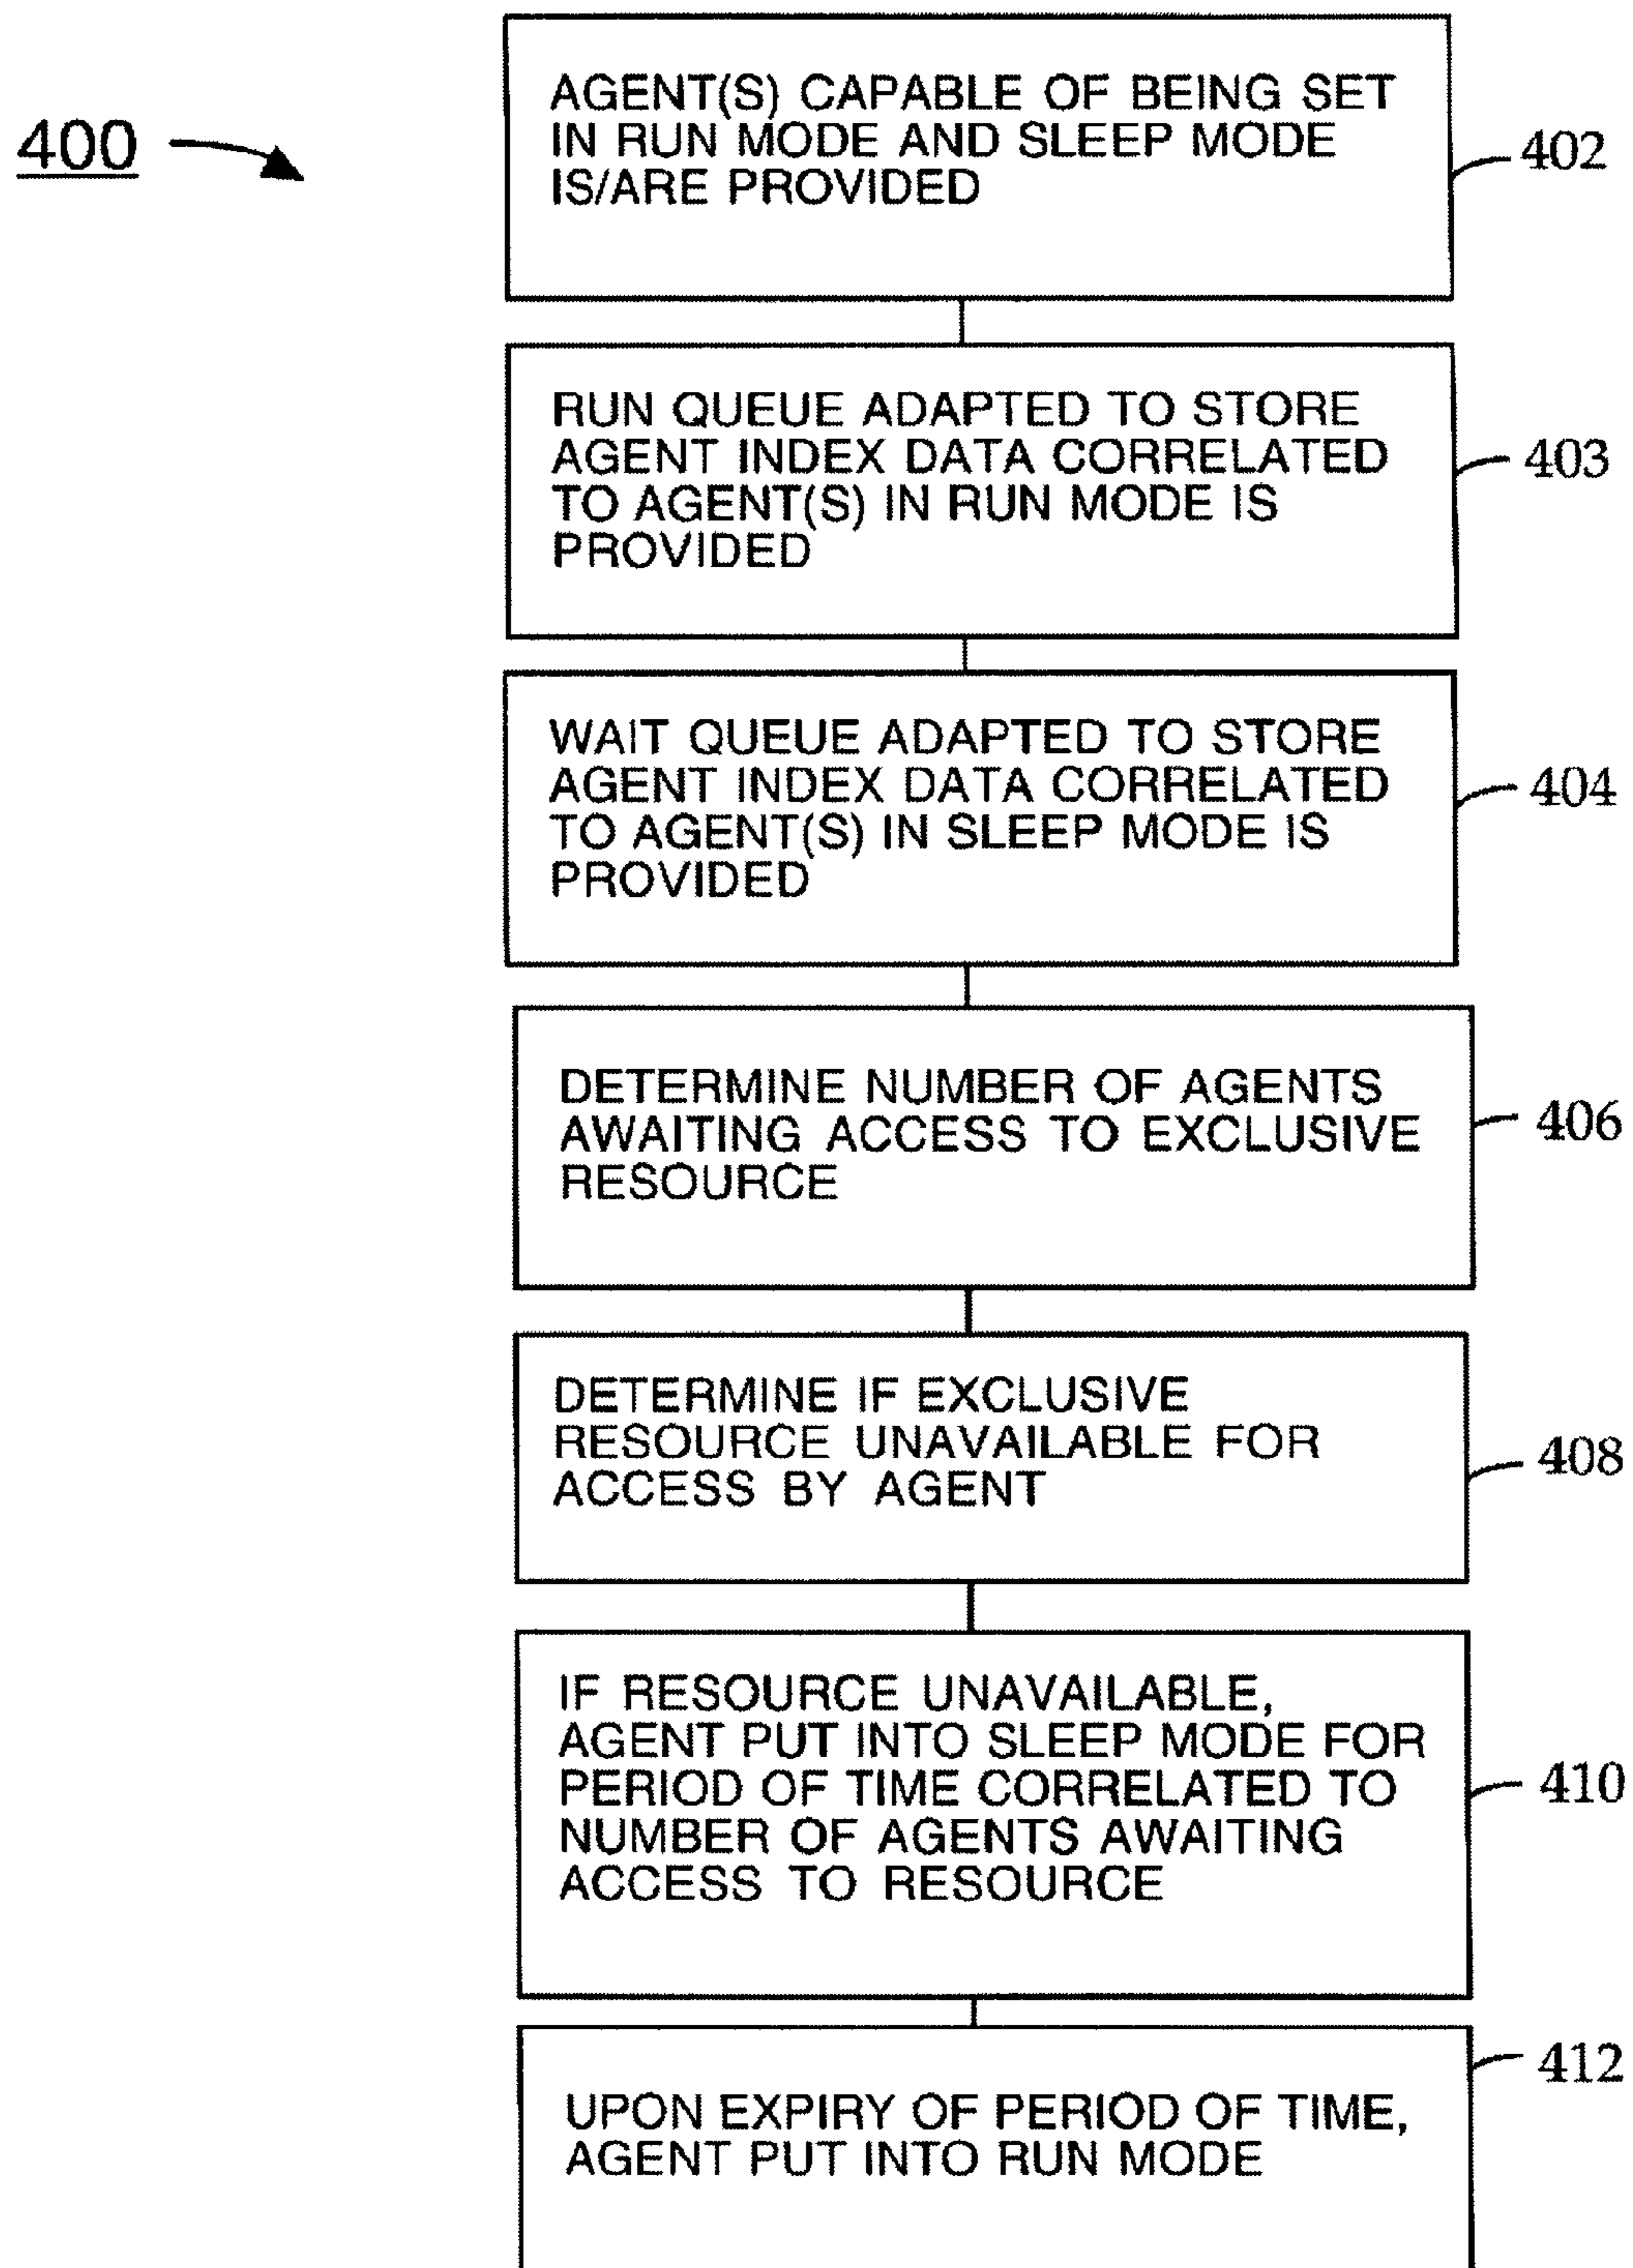 400
AGENT(S) CAPABLE OF BEING SET
IN RUN MODE AND SLEEP MODE
IS/ARE PROVIDED
402
RUN QUEUE ADAPTED TO STORE
AGENT INDEX DATA CORRELATED
TO AGENT(S) IN RUN MODE IS
PROVIDED
403
WAIT QUEUE ADAPTED TO STORE
AGENT INDEX DATA CORRELATED
TO AGENT(S) IN SLEEP MODE IS
PROVIDED
404
DETERMINE NUMBER OF AGENTS
AWAITING ACCESS TO EXCLUSIVE
RESOURCE
406
DETERMINE IF EXCLUSIVE
RESOURCE UNAVAILABLE FOR
ACCESS BY AGENT
408
IF RESOURCE UNAVAILABLE,
AGENT PUT INTO SLEEP MODE FOR
PERIOD OF TIME CORRELATED TO
NUMBER OF AGENTS AWAITING
ACCESS TO RESOURCE
410
UPON EXPIRY OF PERIOD OF TIME,
AGENT PUT INTO RUN MODE
412